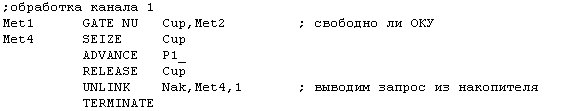 ;обработка канала 1
Met1 GATE NU Cup,Met2 ; свободно ли ОКУ
Met4 SEIZE Cup
ADVANCE P1_
RELEASE Cup
UNLINK Nak,Met4,1 ; выводим запрос из накопителя
TERMINATE